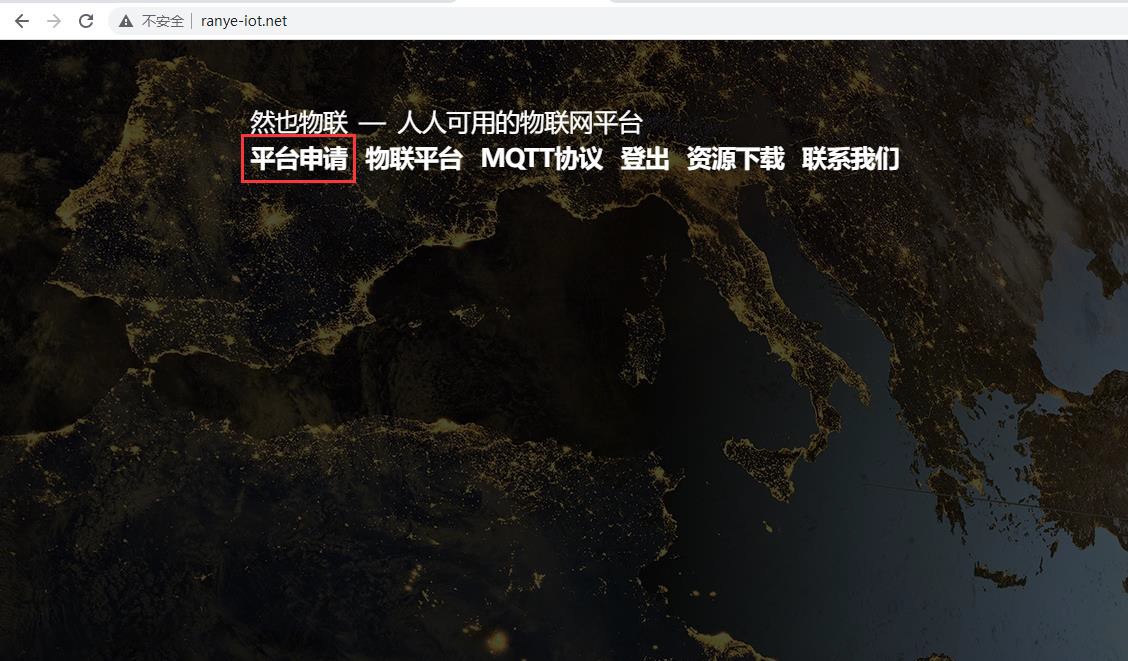 不安全 ranye-iot.net
然也物联 — 人人可用的物联网平台
平台申请 物联平台 MQTT协议 登出 资源下载 联系我们